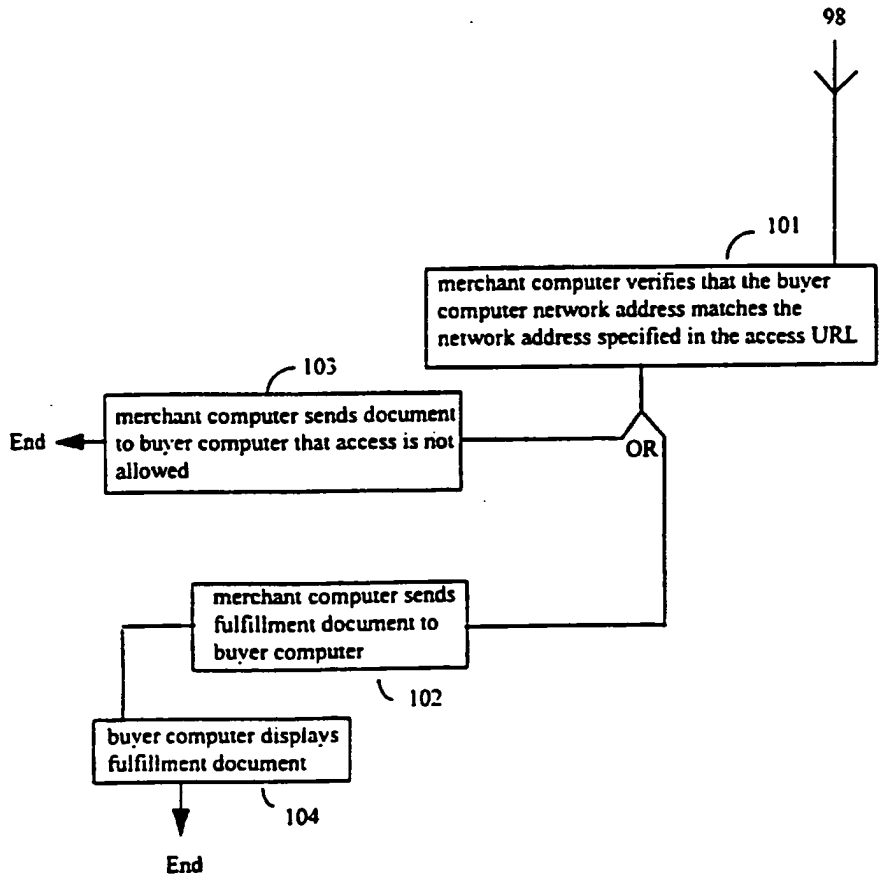 98
101
merchant computer verifies that the buyer
computer network address matches the
network address specified in the access URL
103
merchant computer sends document
to buyer computer that access is not
allowed
End
OR
merchant computer sends
fulfillment document to
buyer computer
102
buyer computer displays
fulfillment document
104
End